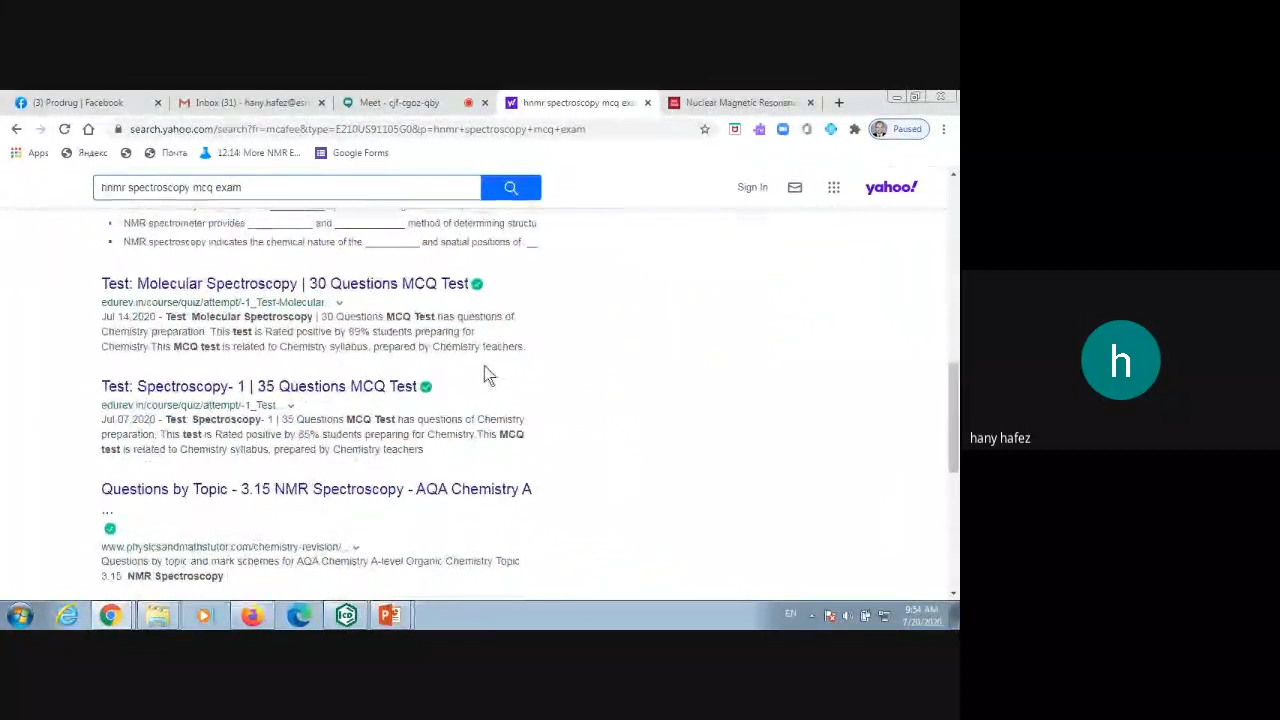 (3) Prodrug | Facebook
Inbox (31) - hany.hafez@esn
Meet - cjf-cgoz-qby
hnmr spectroscopy mcq exa
Nuclear Magnetic Resonan
search.yahoo.com/search?fr=mcafee&type=E210US91105G0&p=hnmr+spectroscopy+mcq+exam
Paused
Apps
Яндекс
Почта
12.14: More NMR E...
Google Forms
hnmr spectroscopy mcq exam
Sign In
yahoo!
NMR spectrometer provides ____________ and _____________ method of determining structu
NMR spectroscopy indicates the chemical nature of the __________ and spatial positions of __
Test: Molecular Spectroscopy | 30 Questions MCQ Test
edurev.in/course/quiz/attempt/-1_Test-Molecular
Jul 14,2020 - Test: Molecular Spectroscopy | 30 Questions MCQ Test has questions of
Chemistry preparation. This test is Rated positive by 89% students preparing for
Chemistry.This MCQ test is related to Chemistry syllabus, prepared by Chemistry teachers.
Test: Spectroscopy- 1 | 35 Questions MCQ Test
edurev.in/course/quiz/attempt/-1_Test...
Jul 07,2020 - Test: Spectroscopy- 1 | 35 Questions MCQ Test has questions of Chemistry
preparation. This test is Rated positive by 85% students preparing for Chemistry.This MCQ
test is related to Chemistry syllabus, prepared by Chemistry teachers
Questions by Topic - 3.15 NMR Spectroscopy - AQA Chemistry A
...
www.physicsandmathstutor.com/chemistry-revision/...
Questions by topic and mark schemes for AQA Chemistry A-level Organic Chemistry Topic
3.15: NMR Spectroscopy
EN
9:54 AM
7/20/2020
h
hany hafez